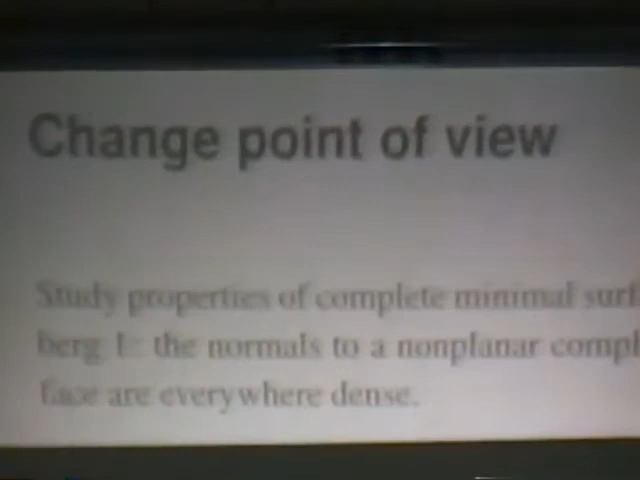 Change point of view
Study properties of complete minimal surf
berg I: the normals to a nonplanar compl
face are everywhere dense.